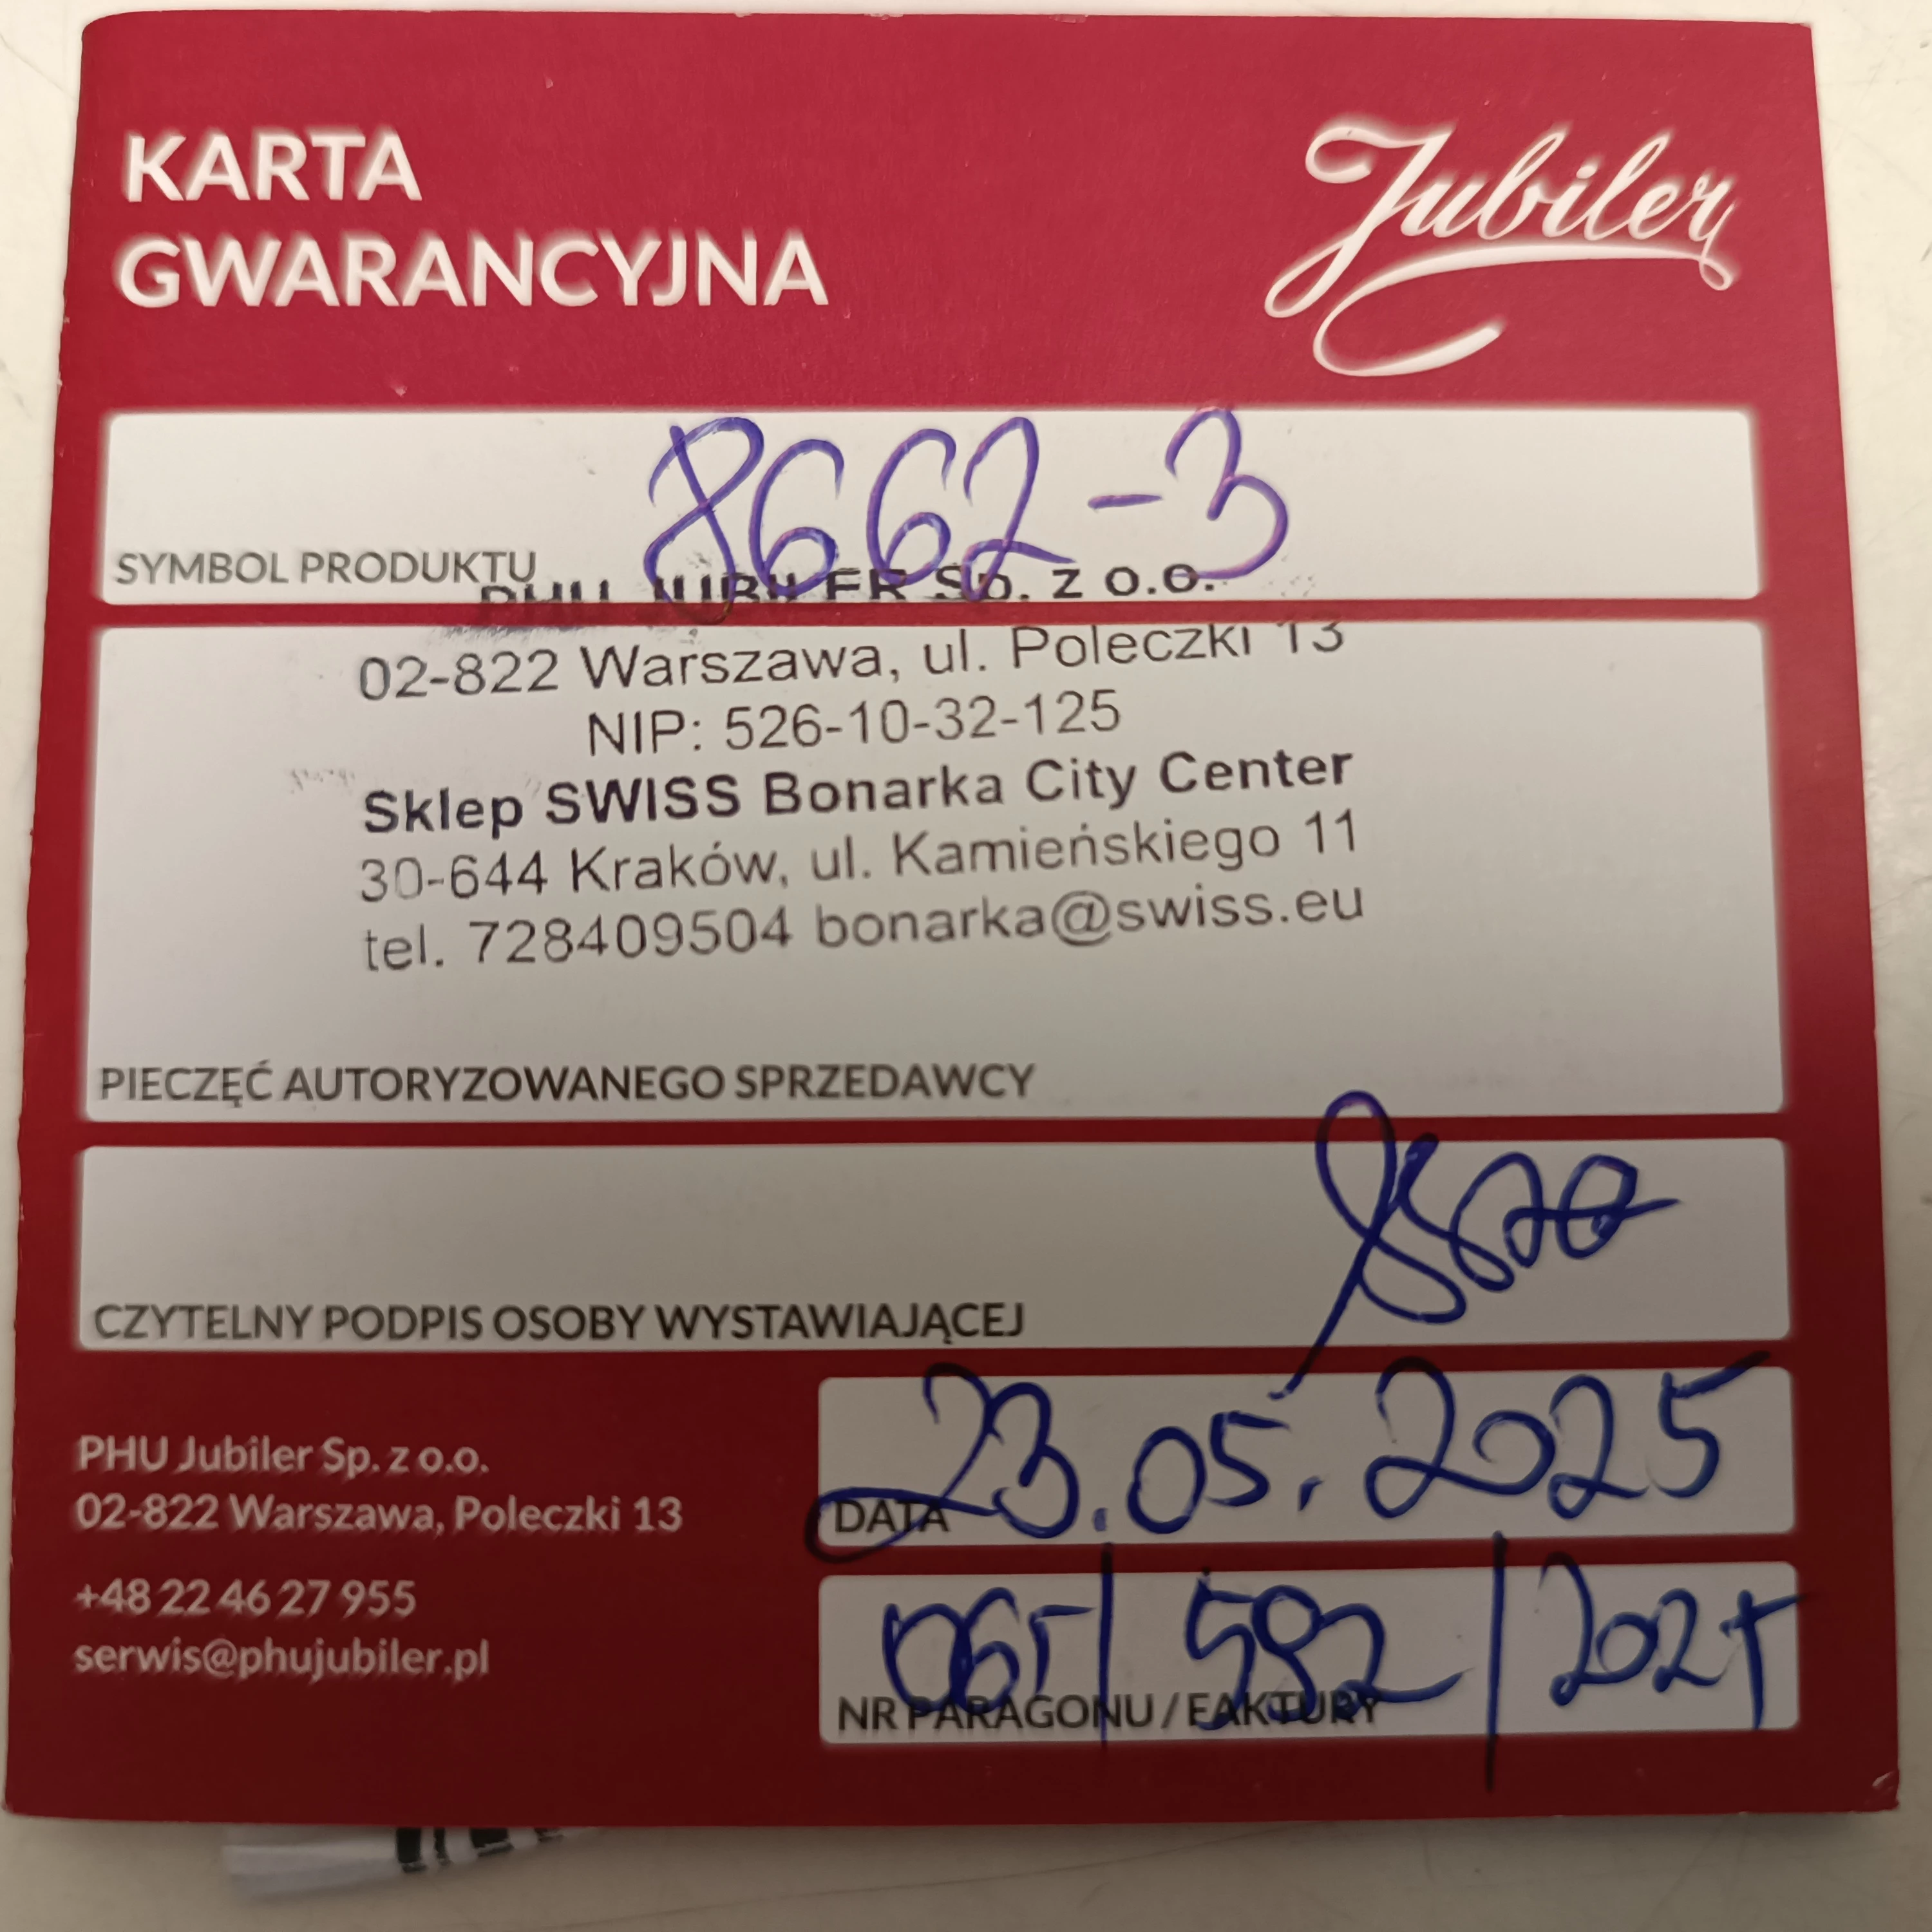 KARTA
GWARANCYJNA
Jubiler
8662-3
SYMBOL PRODUKTU
PHU JUBILER Sp. z o.o.
02-822 Warszawa, ul. Poleczki 13
NIP: 526-10-32-125
Sklep SWISS Bonarka City Center
30-644 Kraków, ul. Kamieńskiego 11
tel. 728409504 bonarka@swiss.eu
PIECZĘĆ AUTORYZOWANEGO SPRZEDAWCY
CZYTELNY PODPIS OSOBY WYSTAWIAJĄCEJ
PHU Jubiler Sp. z o.o.
02-822 Warszawa, Poleczki 13
+48 22 46 27 955
serwis@phujubiler.pl
23.05.2025
DATA
NR PARAGONU / FAKTURY